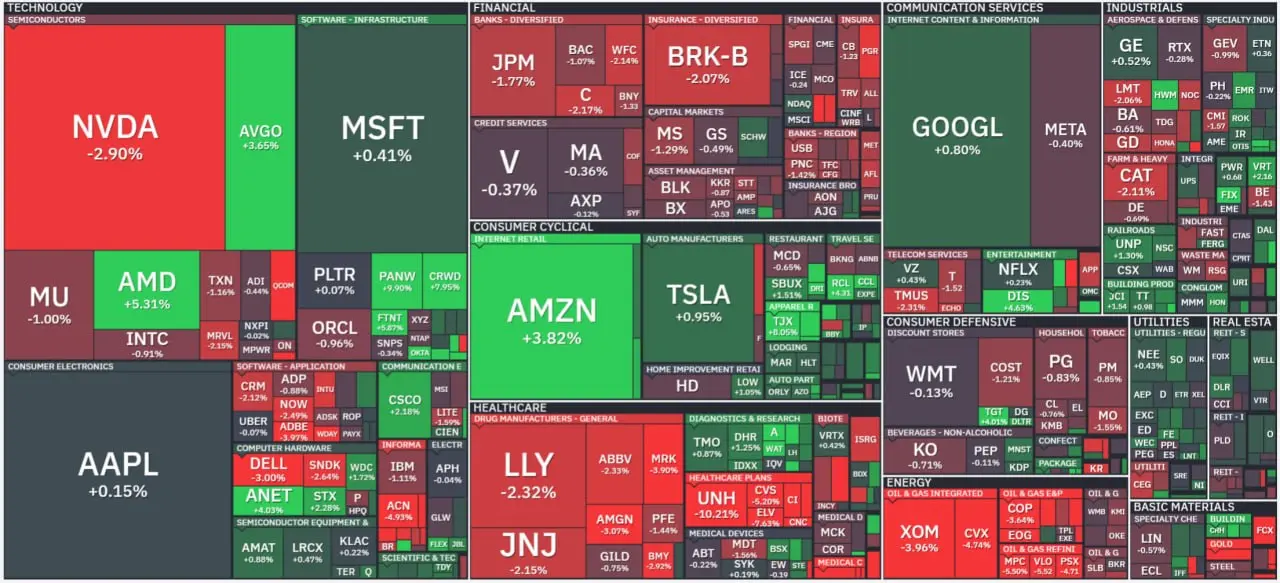 TECHNOLOGY
SEMICONDUCTORS
NVDA
-2.90%
AVGO
+3.65%
MU
-1.00%
AMD
+5.31%
INTC
-0.91%
TXN
-1.16%
ADI
-0.44%
QCOM
MRVL
-2.15%
NXPI
-0.02%
MPWR
ON
SOFTWARE - INFRASTRUCTURE
MSFT
+0.41%
PLTR
+0.07%
PANW
+9.90%
CRWD
+7.95%
ORCL
-0.96%
FTNT
+5.87%
XYZ
SNPS
-0.34%
NTAP
OKTA
CONSUMER ELECTRONICS
AAPL
+0.15%
SOFTWARE - APPLICATION
CRM
-2.12%
ADP
-0.88%
INTU
UBER
-0.07%
NOW
-2.49%
ADSK
ROP
ADBE
-3.97%
WDAY
PAYX
COMMUNICATION E
CSCO
+2.18%
MSI
LITE
-1.59%
CIEN
COMPUTER HARDWARE
DELL
-3.00%
SNDK
-2.64%
WDC
+1.72%
ANET
+4.03%
STX
+2.28%
P
HPQ
INFORMA
IBM
-1.11%
ACN
-4.93%
BR
ELECTR
APH
-0.04%
GLW
FLEX
JBL
SEMICONDUCTOR EQUIPMENT &
AMAT
+0.88%
LRCX
+0.47%
KLAC
+0.22%
TER
Q
SCIENTIFIC & TEC
TDY
FINANCIAL
BANKS - DIVERSIFIED
JPM
-1.77%
BAC
-1.07%
WFC
-2.14%
C
-2.17%
BNY
-1.33
INSURANCE - DIVERSIFIED
BRK-B
-2.07%
FINANCIAL
SPGI
CME
ICE
-0.24
MCO
NDAQ
MSCI
INSURA
CB
-1.23
PGR
TRV
ALL
CINF
WRB
L
CREDIT SERVICES
V
-0.37%
MA
-0.36%
COF
AXP
-0.12%
SYF
CAPITAL MARKETS
MS
-1.29%
GS
-0.49%
SCHW
BANKS - REGION
USB
PNC
-1.42%
TFC
CFG
MET
AFL
PRU
ASSET MANAGEMENT
BLK
KKR
-0.87
STT
AMP
BX
APO
-0.53
ARES
INSURANCE BRO
AON
AJG
CONSUMER CYCLICAL
INTERNET RETAIL
AMZN
+3.82%
AUTO MANUFACTURERS
TSLA
+0.95%
F
RESTAURANT
MCD
-0.65%
SBUX
+1.51%
DRI
TRAVEL SE
BKNG
ABNB
RCL
+4.31
CCL
EXPE
APPAREL R
TJX
+8.05%
BBY
IP
LODGING
MAR
HLT
HOME IMPROVEMENT RETAI
HD
LOW
+1.05%
AUTO PART
ORLY
AZO
HEALTHCARE
DRUG MANUFACTURERS - GENERAL
LLY
-2.32%
JNJ
-2.15%
ABBV
-2.33%
MRK
-3.90%
AMGN
-3.07%
PFE
-1.44%
GILD
-0.75%
BMY
-2.92%
DIAGNOSTICS & RESEARCH
TMO
+0.87%
DHR
+1.25%
A
WAT
LH
IDXX
IQV
BIOTE
VRTX
+0.42%
INCY
ISRG
BDX
HEALTHCARE PLANS
UNH
-10.21%
CVS
-5.20%
CI
ELV
-7.63%
CNC
MEDICAL DEVICES
ABT
-0.22%
MDT
-1.56%
BSX
SYK
+0.19%
EW
-0.39
STE
MEDICAL D
MCK
COR
MEDICAL C
COMMUNICATION SERVICES
INTERNET CONTENT & INFORMATION
GOOGL
+0.80%
META
-0.40%
TELECOM SERVICES
VZ
+0.43%
T
-1.52
TMUS
-2.31%
ECHO
ENTERTAINMENT
NFLX
+0.23%
DIS
+4.63%
APP
OMC
CONSUMER DEFENSIVE
DISCOUNT STORES
WMT
-0.13%
COST
-1.21%
TGT
+4.01%
DG
DLTR
HOUSEHOL
PG
-0.83%
CL
-0.76%
EL
KMB
TOBACC
PM
-0.85%
MO
-1.55%
BEVERAGES - NON-ALCOHOLIC
KO
-0.71%
PEP
-0.11%
MNST
KDP
CONFECT
PACKAGE
KR
ENERGY
OIL & GAS INTEGRATED
XOM
-3.96%
CVX
-4.74%
OIL & GAS E&P
COP
-3.64%
EOG
TPL
EXE
OIL & G
WMB
KMI
OKE
OIL & GAS REFINI
MPC
-5.50%
VLO
-5.52
PSX
-4.71
OIL & G
SLB
BKR
INDUSTRIALS
AEROSPACE & DEFENS
GE
+0.52%
RTX
-0.28%
LMT
-2.06%
HWM
NOC
BA
-0.61%
TDG
GD
HONA
SPECIALTY INDU
GEV
-0.99%
ETN
+0.36
PH
-0.22%
EMR
ITW
CMI
-1.57
ROK
AME
IR
OTIS
FARM & HEAVY
CAT
-2.11%
DE
-0.69%
INTEGR
UPS
PWR
+0.68
VRT
+2.16
FIX
EME
BE
-1.43
RAILROADS
UNP
+1.30%
NSC
CSX
WAB
INDUSTRI
FAST
FERG
CTAS
CPRT
DAL
WASTE MA
WM
RSG
URI
BUILDING PROD
JCI
+1.54
TT
+0.98
CONGLOM
MMM
HON
UTILITIES
UTILITIES - REGU
NEE
+0.43%
SO
DUK
AEP
D
ETR
XEL
EXC
ED
FE
WEC
PPL
PEG
ES
LNT
UTILITI
CEG
SRE
NI
REAL ESTA
REIT - S
EQIX
WELL
DLR
CCI
VTR
REIT - I
PLD
O
REIT -
BASIC MATERIALS
SPECIALTY CHE
LIN
-0.57%
ECL
IFF
BUILDIN
CRH
GOLD
STEEL
FCX